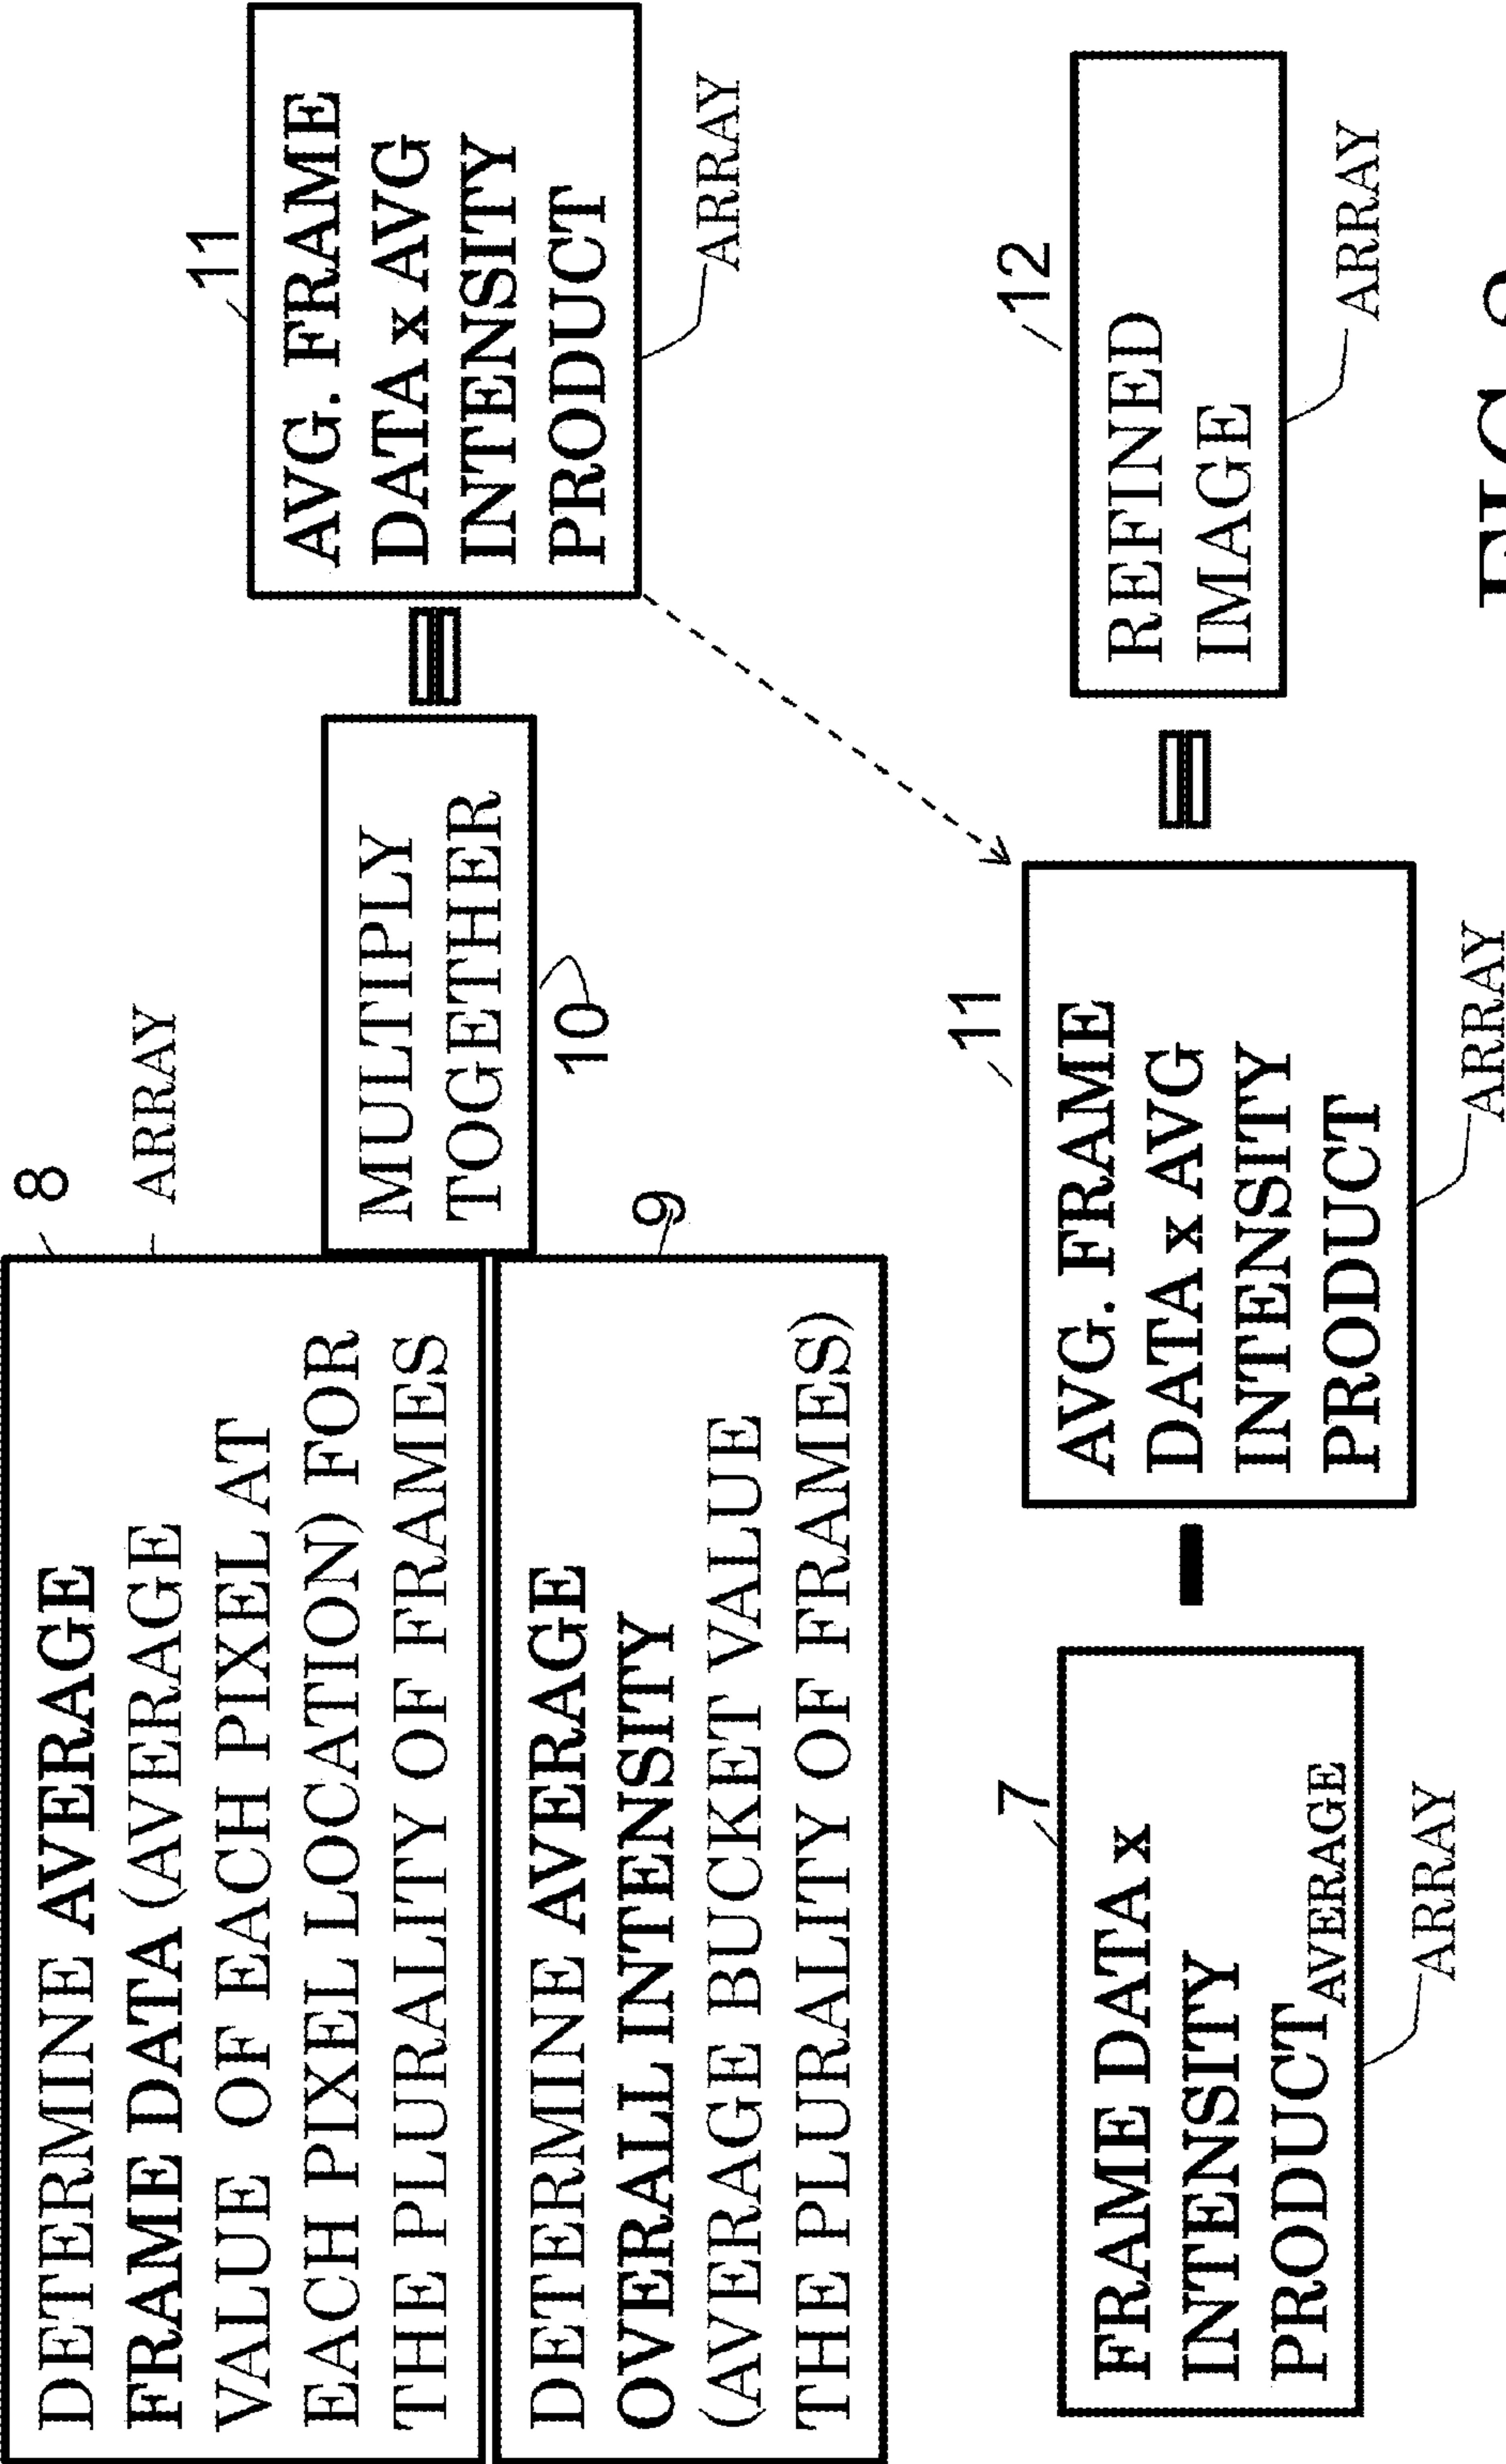 DETERMINE AVERAGE
FRAME DATA (AVERAGE
VALUE OF EACH PIXEL AT
EACH PIXEL LOCATION) FOR
THE PLURALITY OF FRAMES
8
ARRAY
DETERMINE AVERAGE
OVERALL INTENSITY
(AVERAGE BUCKET VALUE
THE PLURALITY OF FRAMES)
9
MULTIPLY
TOGETHER
10
=
11
AVG. FRAME
DATA x AVG
INTENSITY
PRODUCT
ARRAY
7
FRAME DATA x
INTENSITY
PRODUCT AVERAGE
ARRAY
11
AVG. FRAME
DATA x AVG
INTENSITY
PRODUCT
ARRAY
=
12
REFINED
IMAGE
ARRAY